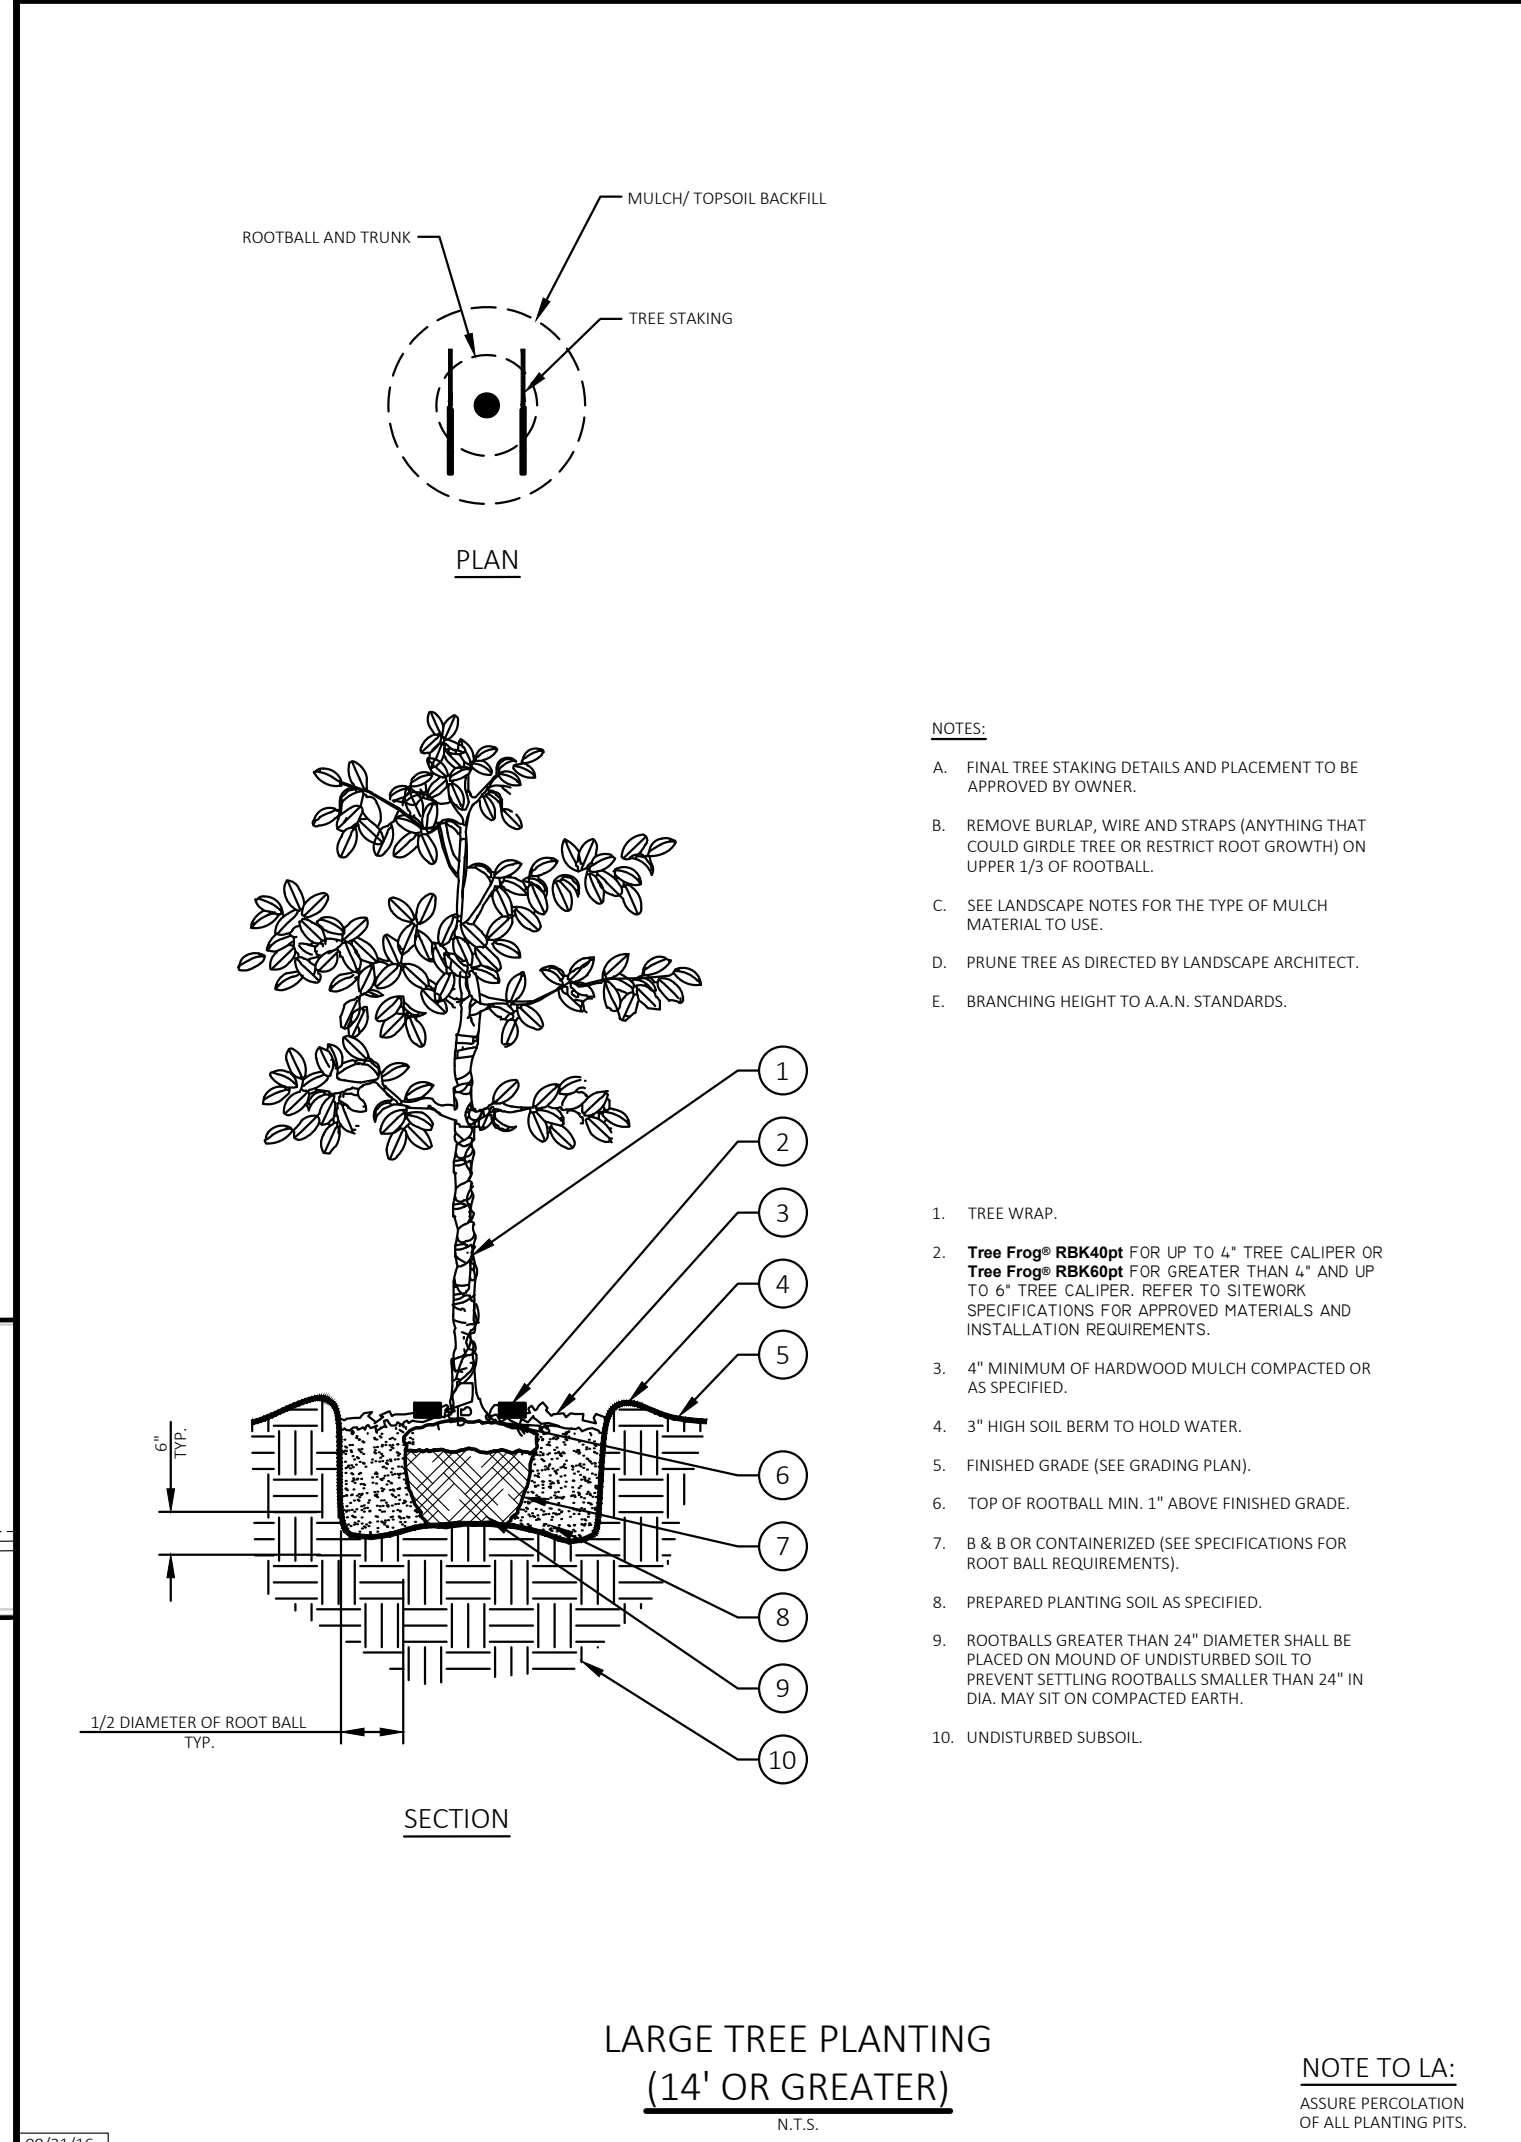 MULCH/ TOPSOIL BACKFILL
ROOTBALL AND TRUNK
TREE STAKING
PLAN
NOTES:
A. FINAL TREE STAKING DETAILS AND PLACEMENT TO BE
APPROVED BY OWNER.
B. REMOVE BURLAP, WIRE AND STRAPS (ANYTHING THAT
COULD GIRDLE TREE OR RESTRICT ROOT GROWTH) ON
UPPER 1/3 OF ROOTBALL.
C. SEE LANDSCAPE NOTES FOR THE TYPE OF MULCH
MATERIAL TO USE.
D. PRUNE TREE AS DIRECTED BY LANDSCAPE ARCHITECT.
E. BRANCHING HEIGHT TO A.A.N. STANDARDS.
1
2
3
4
5
6
7
8
9
10
6"
TYP.
1/2 DIAMETER OF ROOT BALL
TYP.
SECTION
1. TREE WRAP.
2. Tree Frog® RBK40pt FOR UP TO 4" TREE CALIPER OR
Tree Frog® RBK60pt FOR GREATER THAN 4" AND UP
TO 6" TREE CALIPER. REFER TO SITEWORK
SPECIFICATIONS FOR APPROVED MATERIALS AND
INSTALLATION REQUIREMENTS.
3. 4" MINIMUM OF HARDWOOD MULCH COMPACTED OR
AS SPECIFIED.
4. 3" HIGH SOIL BERM TO HOLD WATER.
5. FINISHED GRADE (SEE GRADING PLAN).
6. TOP OF ROOTBALL MIN. 1" ABOVE FINISHED GRADE.
7. B & B OR CONTAINERIZED (SEE SPECIFICATIONS FOR
ROOT BALL REQUIREMENTS).
8. PREPARED PLANTING SOIL AS SPECIFIED.
9. ROOTBALLS GREATER THAN 24" DIAMETER SHALL BE
PLACED ON MOUND OF UNDISTURBED SOIL TO
PREVENT SETTLING ROOTBALLS SMALLER THAN 24" IN
DIA. MAY SIT ON COMPACTED EARTH.
10. UNDISTURBED SUBSOIL.
LARGE TREE PLANTING
(14' OR GREATER)
N.T.S.
NOTE TO LA:
ASSURE PERCOLATION
OF ALL PLANTING PITS.